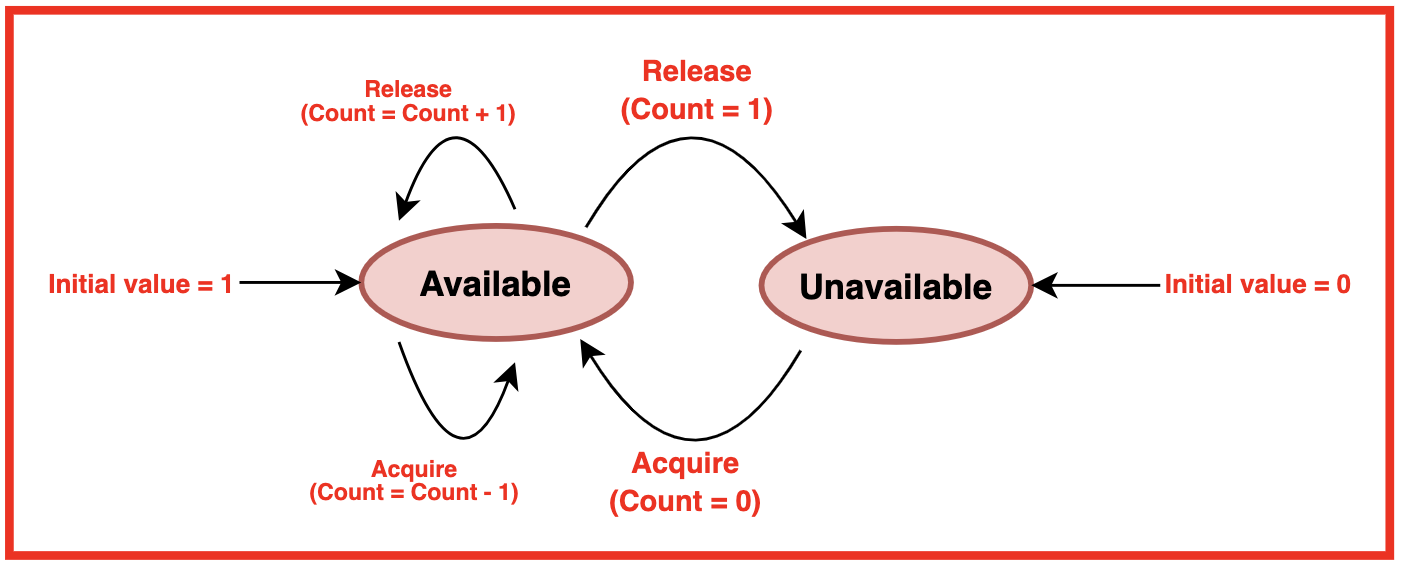 Release
(Count = Count + 1)
Release
(Count = 1)
Initial value = 1
Available
Unavailable
Initial value = 0
Acquire
(Count = Count - 1)
Acquire
(Count = 0)